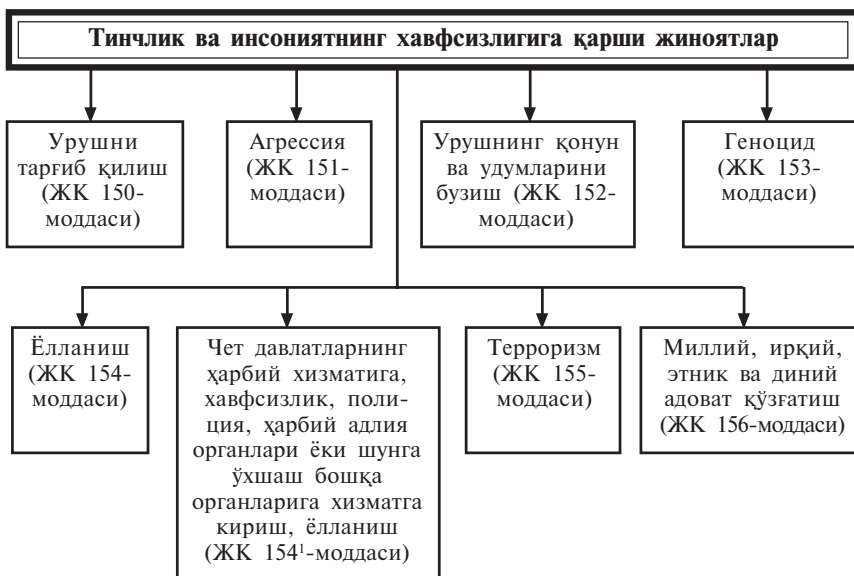 Тинчлик ва инсониятнинг хавфсизлигига қарши жиноятлар
Урушни
тарғиб қилиш
(ЖК 150-
моддаси)
Агрессия
(ЖК 151-
моддаси)
Урушнинг қонун
ва удумларини
бузиш (ЖК 152-
моддаси)
Геноцид
(ЖК 153-
моддаси)
Ёлланиш
(ЖК 154-
моддаси)
Чет давлатларнинг
ҳарбий хизматига,
хавфсизлик, поли-
ция, ҳарбий адлия
органлари ёки шунга
ўхшаш бошқа
органларига хизматга
кириш, ёлланиш
(ЖК 154¹-моддаси)
Терроризм
(ЖК 155-
моддаси)
Миллий, ирқий,
этник ва диний
адоват қўзғатиш
(ЖК 156-моддаси)